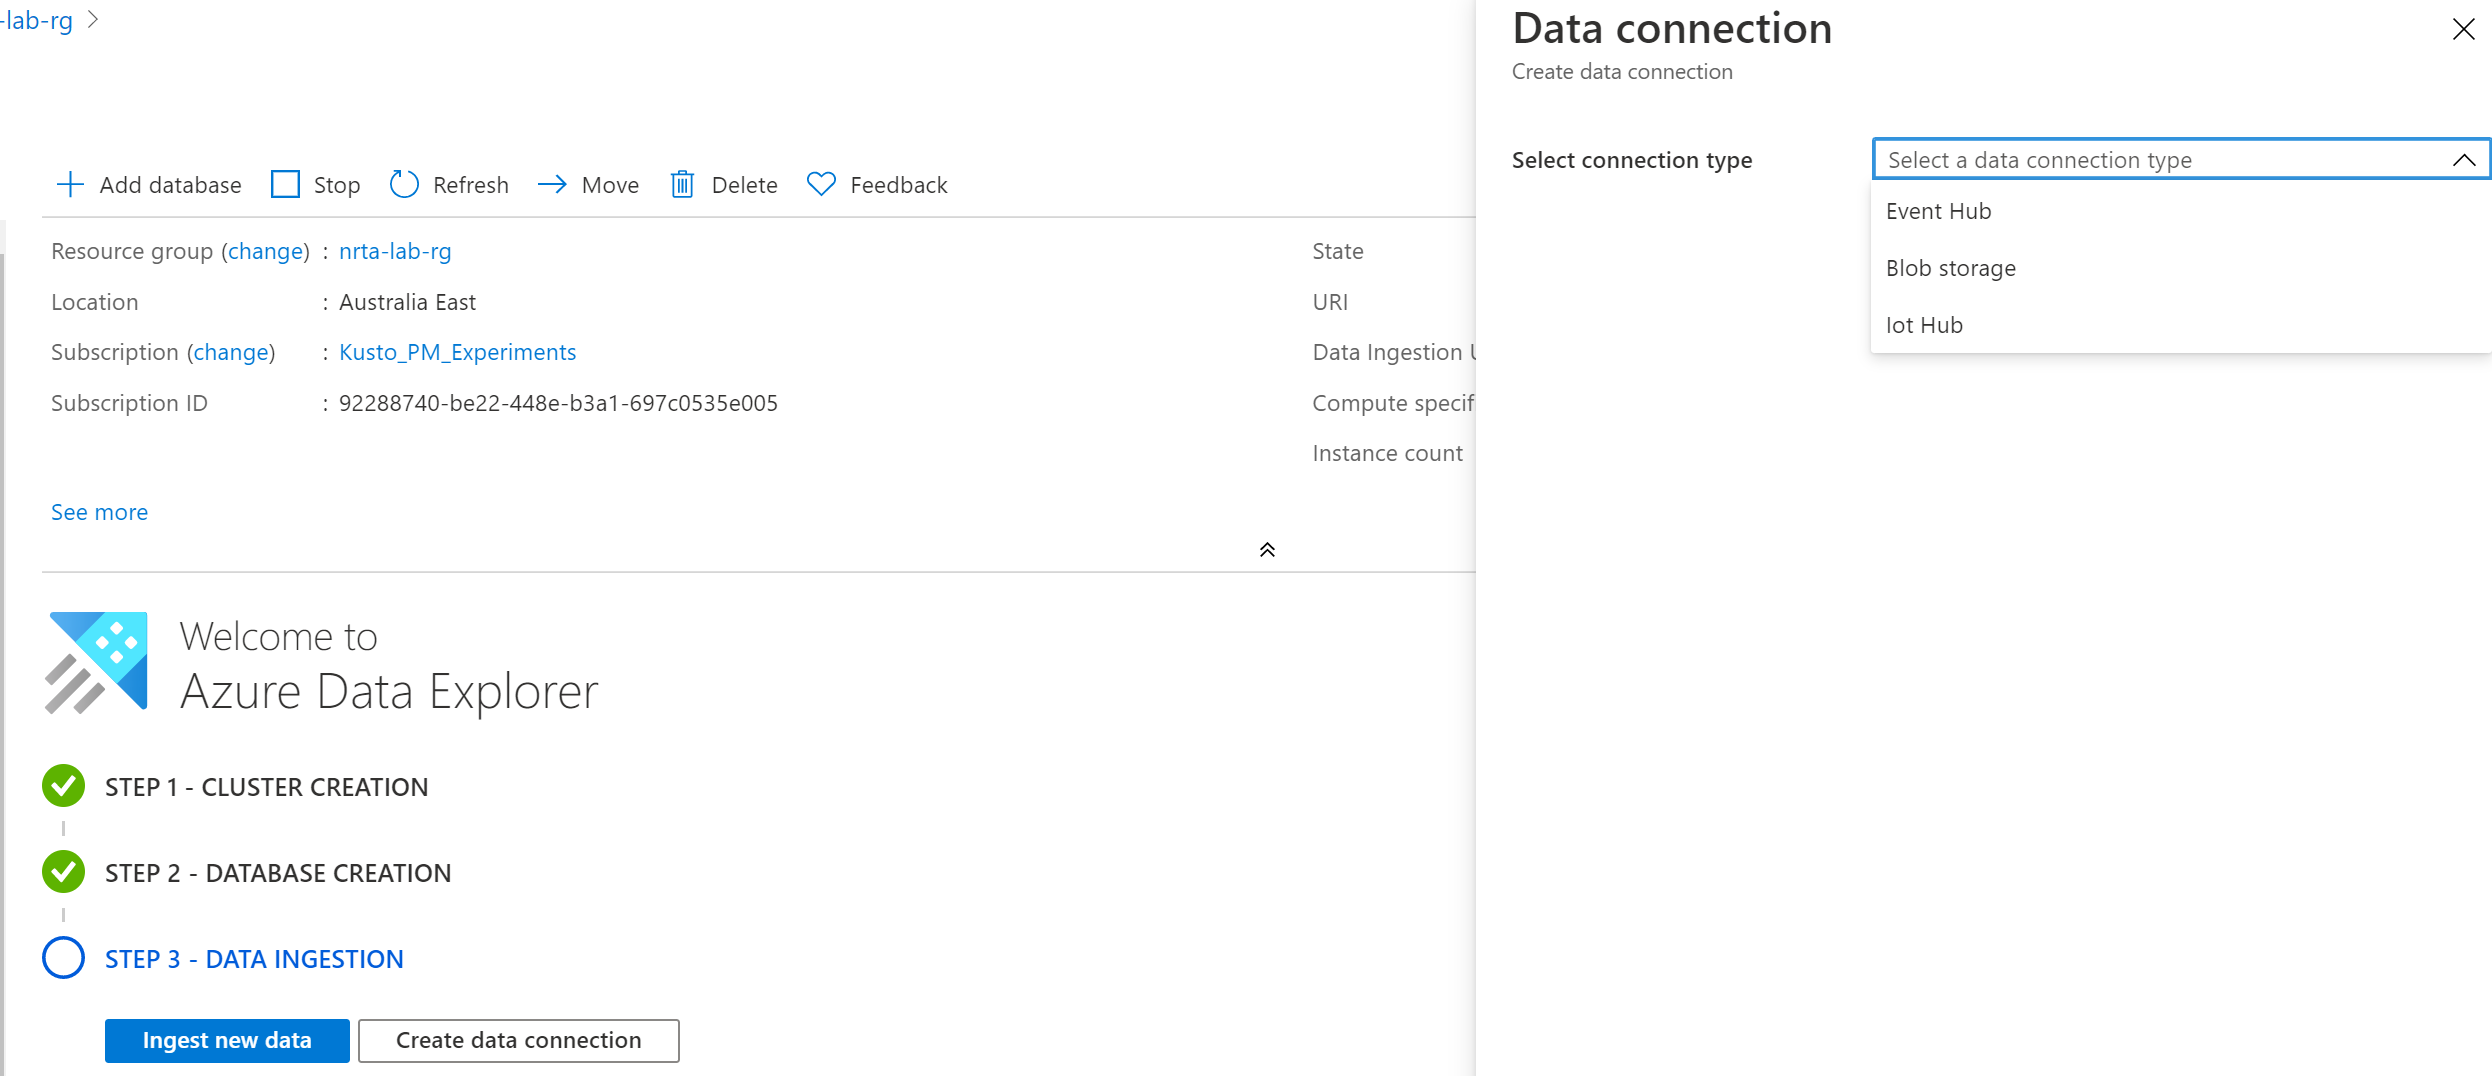 -lab-rg
Add database Stop Refresh Move Delete Feedback
Resource group (change) : nrta-lab-rg
Location : Australia East
Subscription (change) : Kusto_PM_Experiments
Subscription ID : 92288740-be22-448e-b3a1-697c0535e005
See more
State
URI
Data Ingestion
Compute specif
Instance count
Welcome to
Azure Data Explorer
STEP 1 - CLUSTER CREATION
STEP 2 - DATABASE CREATION
STEP 3 - DATA INGESTION
Ingest new data Create data connection
Data connection
Create data connection
Select connection type Select a data connection type
Event Hub
Blob storage
Iot Hub